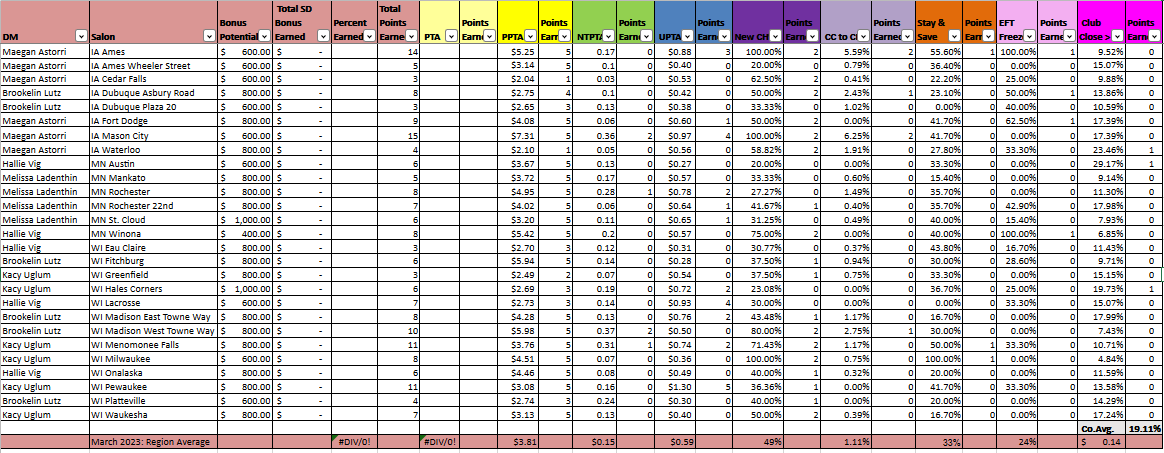 Total SD Total
Bonus Bonus Percent Points Points Points Points Points Points Points Stay & Points EFT Points Club Points
DM Salon Potential Earned Earned Earne PTA Earne PPTA Earn NTPTA Earn UPTA Earn New CH Earn CC to Cl Earne Save Earn Freez Earne Close > Earn
Maegan Astorri IA Ames $ 600.00 $ - 14 $5.25 5 0.17 0 $0.88 2 100.00% 2 5.59% 2 55.60% 1 100.00% 1 9.52% 0
Maegan Astorri IA Ames Wheeler Street $ 600.00 $ - 5 $3.14 5 0.1 0 $0.40 0 20.00% 0 0.79% 0 36.40% 0 0.00% 0 15.07% 0
Maegan Astorri IA Cedar Falls $ 600.00 $ - 3 $2.04 1 0.03 0 $0.53 0 62.50% 2 0.41% 0 22.20% 0 25.00% 0 9.88% 0
Brookelin Lutz IA Dubuque Asbury Road $ 800.00 $ - 8 $2.75 4 0.1 0 $0.42 0 50.00% 2 2.43% 1 23.10% 0 50.00% 1 13.86% 0
Brookelin Lutz IA Dubuque Plaza 20 $ 600.00 $ - 3 $2.65 3 0.13 0 $0.38 0 33.33% 0 1.02% 0 0.00% 0 40.00% 0 10.59% 0
Maegan Astorri IA Fort Dodge $ 800.00 $ - 9 $4.08 5 0.06 0 $0.60 1 50.00% 2 0.00% 0 41.70% 0 62.50% 1 17.39% 0
Maegan Astorri IA Mason City $ 600.00 $ - 15 $7.31 5 0.36 2 $0.97 4 100.00% 2 6.25% 2 41.70% 0 0.00% 0 17.39% 0
Maegan Astorri IA Waterloo $ 800.00 $ - 4 $2.10 1 0.05 0 $0.56 0 58.82% 2 1.91% 0 27.80% 0 33.30% 0 23.46% 1
Hallie Vig MN Austin $ 600.00 $ - 6 $3.67 5 0.13 0 $0.27 0 20.00% 0 0.00% 0 33.30% 0 0.00% 0 29.17% 1
Melissa Ladenthin MN Mankato $ 800.00 $ - 5 $3.72 5 0.17 0 $0.57 0 33.33% 0 0.60% 0 15.40% 0 0.00% 0 9.14% 0
Melissa Ladenthin MN Rochester $ 800.00 $ - 8 $4.95 5 0.28 1 $0.78 2 27.27% 0 1.49% 0 35.70% 0 0.00% 0 11.30% 0
Melissa Ladenthin MN Rochester 22nd $ 800.00 $ - 7 $4.02 5 0.06 0 $0.64 1 41.67% 1 0.40% 0 35.70% 0 42.90% 0 17.98% 0
Melissa Ladenthin MN St. Cloud $ 1,000.00 $ - 6 $3.20 5 0.11 0 $0.65 1 31.25% 0 0.49% 0 40.00% 0 15.40% 0 7.93% 0
Hallie Vig MN Winona $ 400.00 $ - 8 $5.42 5 0.2 0 $0.57 0 75.00% 2 0.00% 0 40.00% 0 100.00% 1 6.85% 0
Hallie Vig WI Eau Claire $ 800.00 $ - 3 $2.70 3 0.12 0 $0.31 0 30.77% 0 0.37% 0 43.80% 0 16.70% 0 11.43% 0
Brookelin Lutz WI Fitchburg $ 800.00 $ - 6 $5.94 5 0.14 0 $0.28 0 37.50% 1 0.94% 0 30.00% 0 28.60% 0 9.71% 0
Kacy Uglum WI Greenfield $ 800.00 $ - 3 $2.49 2 0.07 0 $0.54 0 37.50% 1 0.75% 0 33.30% 0 0.00% 0 15.15% 0
Kacy Uglum WI Hales Corners $ 1,000.00 $ - 6 $2.69 3 0.19 0 $0.72 2 23.08% 0 0.00% 0 36.70% 0 25.00% 0 19.73% 1
Hallie Vig WI Lacrosse $ 600.00 $ - 7 $2.73 3 0.14 0 $0.93 4 30.00% 0 0.00% 0 0.00% 0 33.30% 0 15.07% 0
Brookelin Lutz WI Madison East Towne Way $ 800.00 $ - 8 $4.28 5 0.13 0 $0.76 2 43.48% 1 1.17% 0 16.70% 0 0.00% 0 17.99% 0
Brookelin Lutz WI Madison West Towne Way $ 800.00 $ - 10 $5.98 5 0.37 2 $0.50 0 80.00% 2 2.75% 1 30.00% 0 0.00% 0 7.43% 0
Kacy Uglum WI Menomonee Falls $ 800.00 $ - 11 $3.76 5 0.31 1 $0.74 2 71.43% 2 1.17% 0 50.00% 1 33.30% 0 10.71% 0
Kacy Uglum WI Milwaukee $ 600.00 $ - 8 $4.51 5 0.07 0 $0.36 0 100.00% 2 0.75% 0 100.00% 1 0.00% 0 4.84% 0
Hallie Vig WI Onalaska $ 800.00 $ - 6 $4.46 5 0.08 0 $0.49 0 40.00% 1 0.32% 0 20.00% 0 0.00% 0 11.59% 0
Kacy Uglum WI Pewaukee $ 800.00 $ - 11 $3.08 5 0.16 0 $1.30 5 36.36% 1 0.00% 0 41.70% 0 33.30% 0 13.58% 0
Brookelin Lutz WI Platteville $ 600.00 $ - 4 $2.74 3 0.24 0 $0.30 0 40.00% 1 0.00% 0 20.00% 0 0.00% 0 14.29% 0
Kacy Uglum WI Waukesha $ 800.00 $ - 7 $3.13 5 0.13 0 $0.40 0 50.00% 2 0.39% 0 16.70% 0 0.00% 0 17.24% 0
Co.Avg. 19.11%
March 2023: Region Average #DIV/0! #DIV/0! $3.81 $0.15 $0.59 49% 1.11% 33% 24% $ 0.14